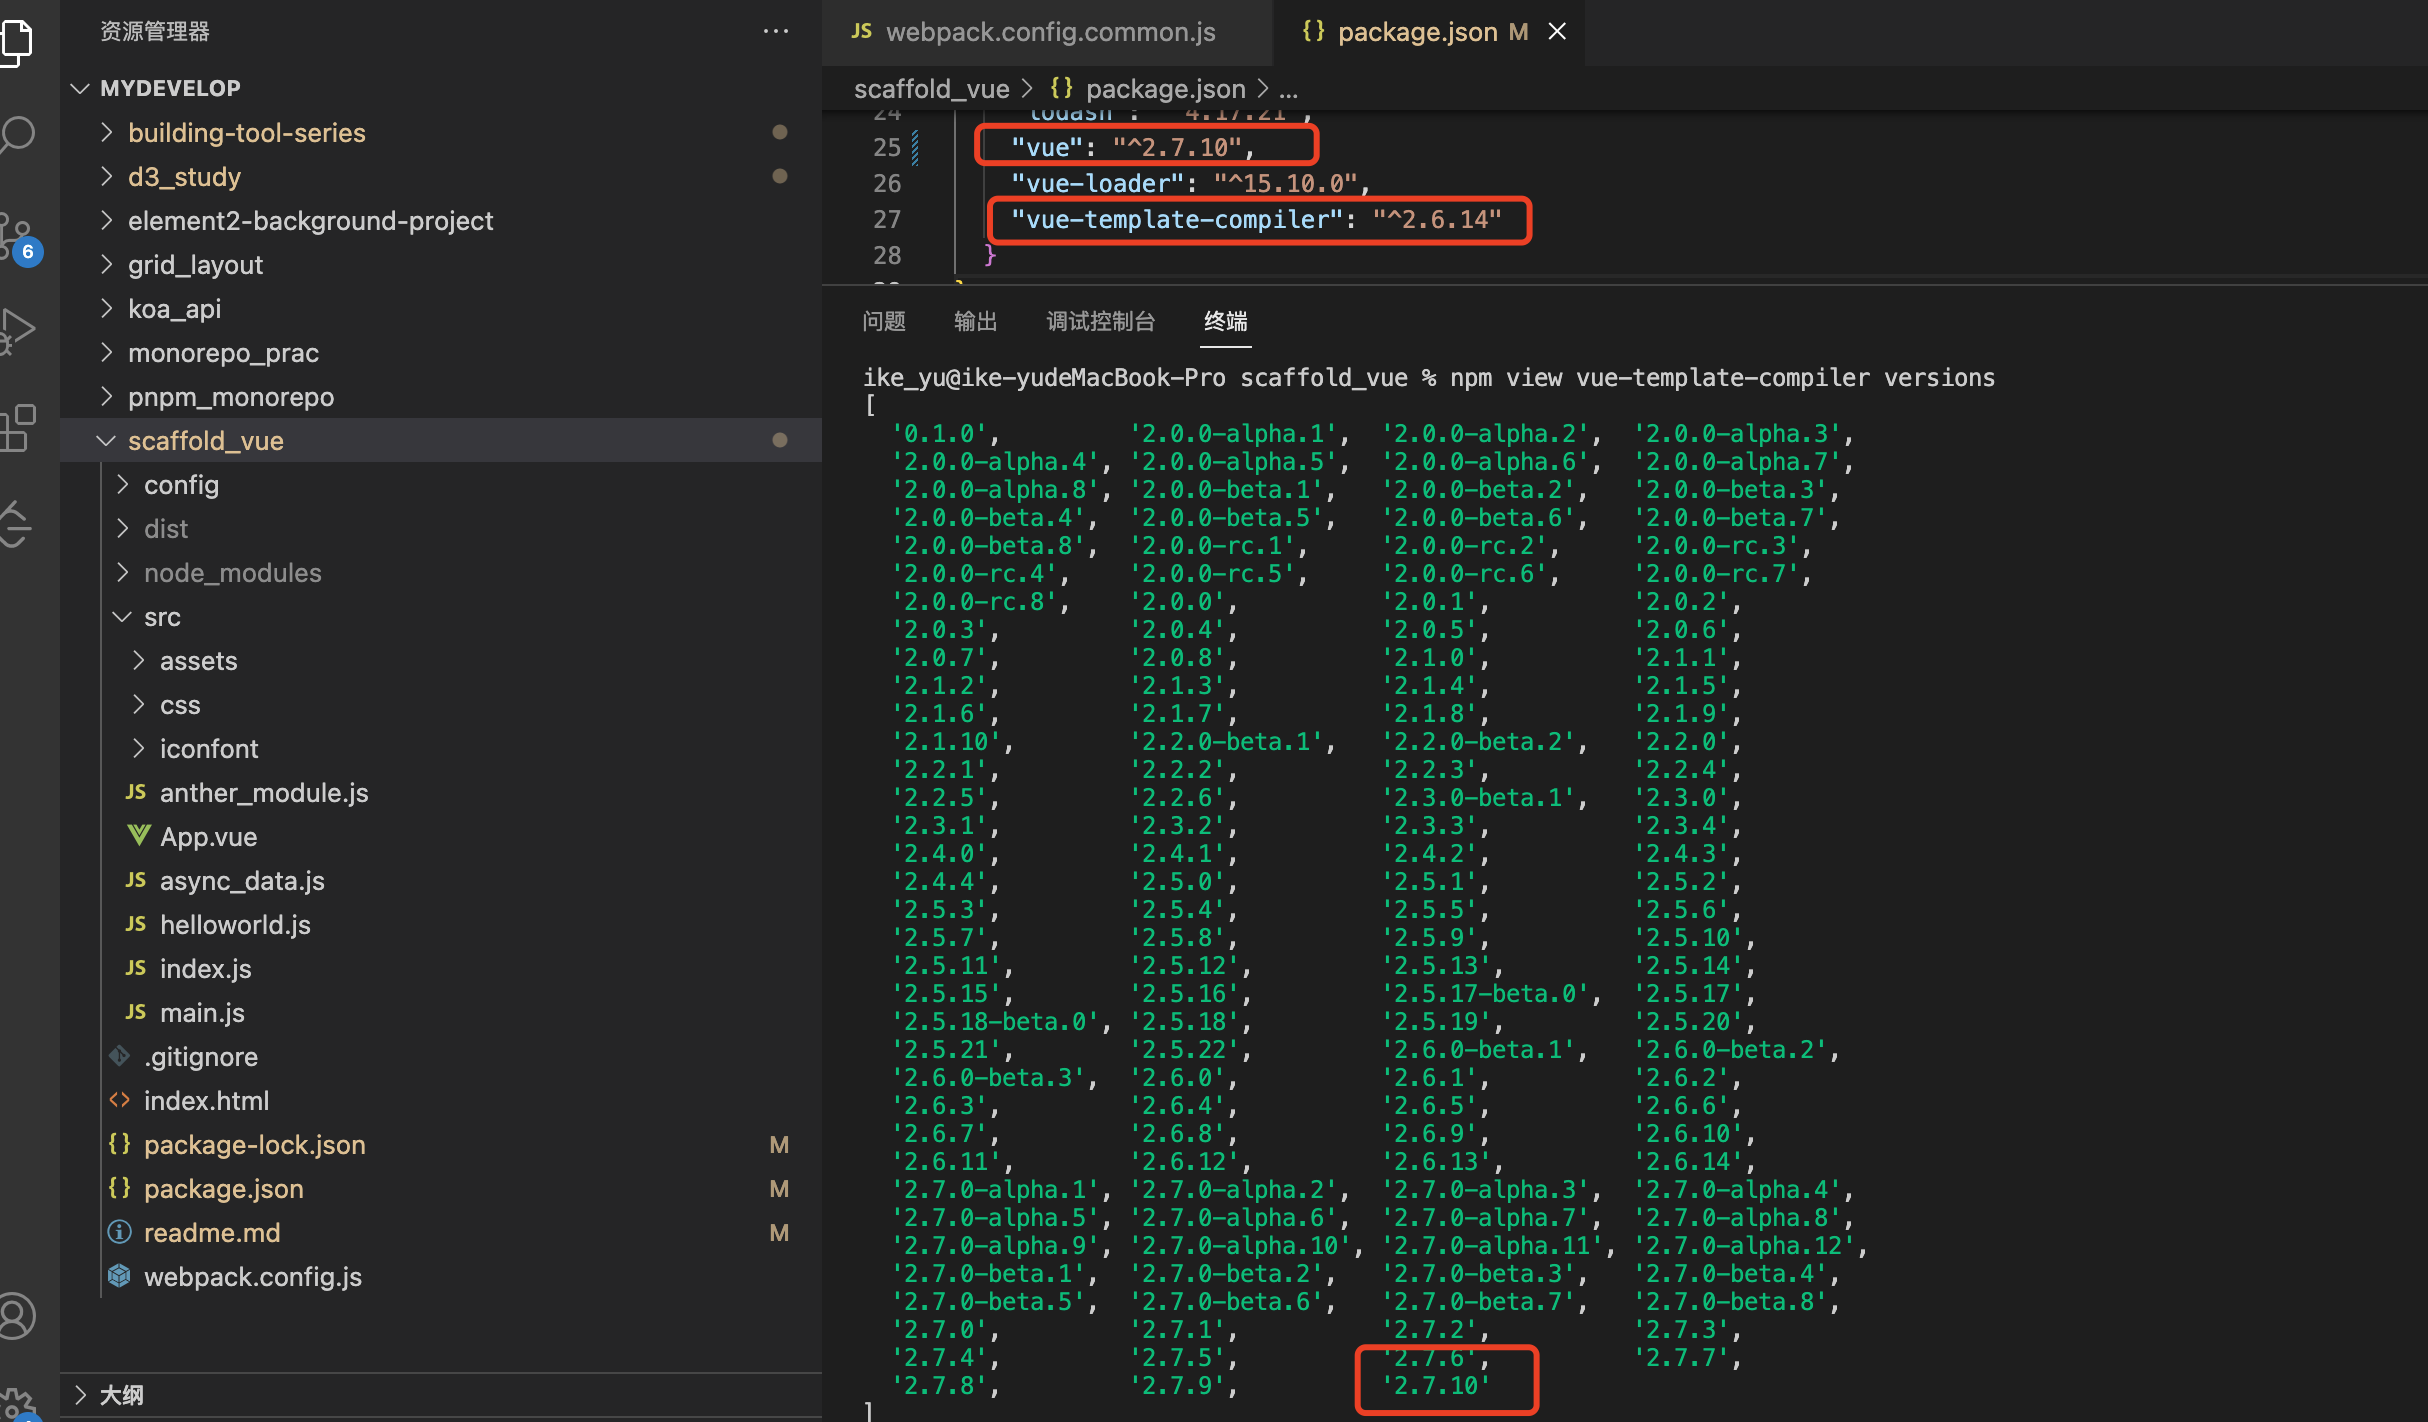 资源管理器
MYDEVELOP
building-tool-series
d3_study
element2-background-project
grid_layout
koa_api
monorepo_prac
pnpm_monorepo
scaffold_vue
config
dist
node_modules
src
assets
css
iconfont
JS anther_module.js
App.vue
JS async_data.js
JS helloworld.js
JS index.js
JS main.js
.gitignore
<> index.html
{} package-lock.json M
{} package.json M
readme.md M
webpack.config.js
大纲
6
JS webpack.config.common.js
{} package.json M
scaffold_vue > {} package.json > ...
24 "lodash": "^4.17.21",
25 "vue": "^2.7.10",
26 "vue-loader": "^15.10.0",
27 "vue-template-compiler": "^2.6.14"
28 }
问题 输出 调试控制台 终端
ike_yu@ike-yudeMacBook-Pro scaffold_vue % npm view vue-template-compiler versions
[
'0.1.0', '2.0.0-alpha.1', '2.0.0-alpha.2', '2.0.0-alpha.3',
'2.0.0-alpha.4', '2.0.0-alpha.5', '2.0.0-alpha.6', '2.0.0-alpha.7',
'2.0.0-alpha.8', '2.0.0-beta.1', '2.0.0-beta.2', '2.0.0-beta.3',
'2.0.0-beta.4', '2.0.0-beta.5', '2.0.0-beta.6', '2.0.0-beta.7',
'2.0.0-beta.8', '2.0.0-rc.1', '2.0.0-rc.2', '2.0.0-rc.3',
'2.0.0-rc.4', '2.0.0-rc.5', '2.0.0-rc.6', '2.0.0-rc.7',
'2.0.0-rc.8', '2.0.0', '2.0.1', '2.0.2',
'2.0.3', '2.0.4', '2.0.5', '2.0.6',
'2.0.7', '2.0.8', '2.1.0', '2.1.1',
'2.1.2', '2.1.3', '2.1.4', '2.1.5',
'2.1.6', '2.1.7', '2.1.8', '2.1.9',
'2.1.10', '2.2.0-beta.1', '2.2.0-beta.2', '2.2.0',
'2.2.1', '2.2.2', '2.2.3', '2.2.4',
'2.2.5', '2.2.6', '2.3.0-beta.1', '2.3.0',
'2.3.1', '2.3.2', '2.3.3', '2.3.4',
'2.4.0', '2.4.1', '2.4.2', '2.4.3',
'2.4.4', '2.5.0', '2.5.1', '2.5.2',
'2.5.3', '2.5.4', '2.5.5', '2.5.6',
'2.5.7', '2.5.8', '2.5.9', '2.5.10',
'2.5.11', '2.5.12', '2.5.13', '2.5.14',
'2.5.15', '2.5.16', '2.5.17-beta.0', '2.5.17',
'2.5.18-beta.0', '2.5.18', '2.5.19', '2.5.20',
'2.5.21', '2.5.22', '2.6.0-beta.1', '2.6.0-beta.2',
'2.6.0-beta.3', '2.6.0', '2.6.1', '2.6.2',
'2.6.3', '2.6.4', '2.6.5', '2.6.6',
'2.6.7', '2.6.8', '2.6.9', '2.6.10',
'2.6.11', '2.6.12', '2.6.13', '2.6.14',
'2.7.0-alpha.1', '2.7.0-alpha.2', '2.7.0-alpha.3', '2.7.0-alpha.4',
'2.7.0-alpha.5', '2.7.0-alpha.6', '2.7.0-alpha.7', '2.7.0-alpha.8',
'2.7.0-alpha.9', '2.7.0-alpha.10', '2.7.0-alpha.11', '2.7.0-alpha.12',
'2.7.0-beta.1', '2.7.0-beta.2', '2.7.0-beta.3', '2.7.0-beta.4',
'2.7.0-beta.5', '2.7.0-beta.6', '2.7.0-beta.7', '2.7.0-beta.8',
'2.7.0', '2.7.1', '2.7.2', '2.7.3',
'2.7.4', '2.7.5', '2.7.6', '2.7.7',
'2.7.8', '2.7.9', '2.7.10'
]